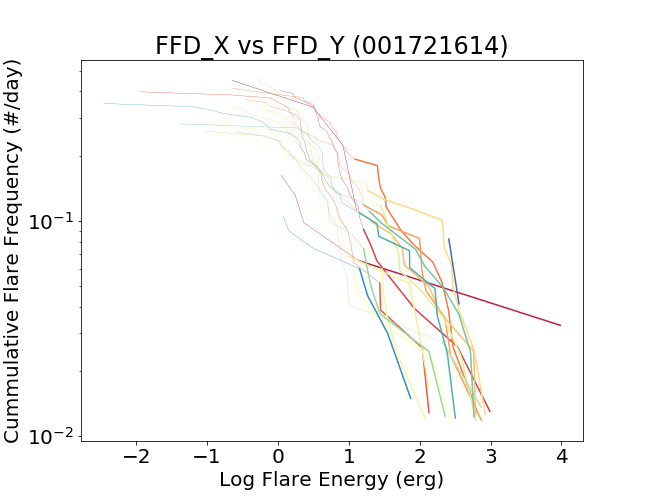 FFD_X vs FFD_Y (001721614)
Cummulative Flare Frequency (#/day)
10⁻¹
10⁻²
−2 −1 0 1 2 3 4
Log Flare Energy (erg)